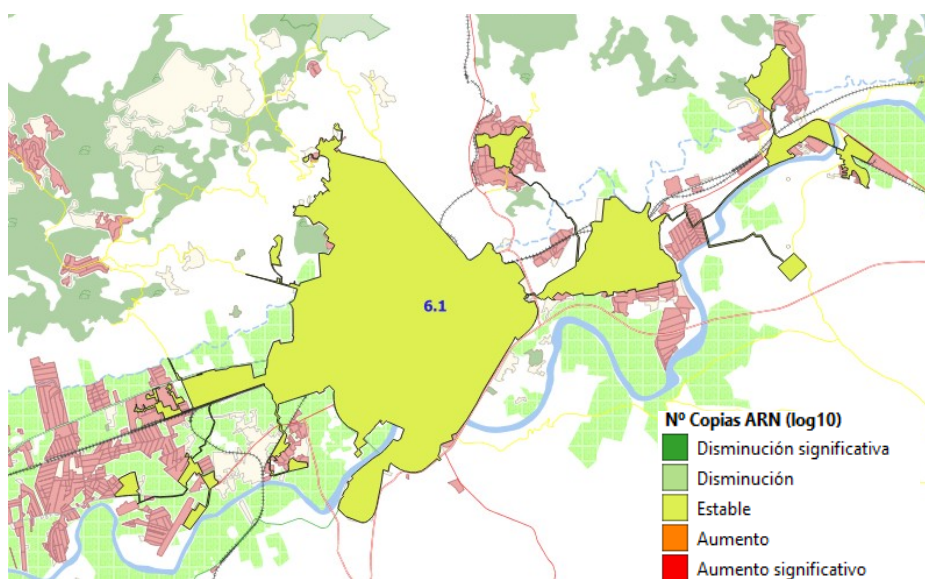 6.1
Nº Copias ARN (log10)
Disminución significativa
Disminución
Estable
Aumento
Aumento significativo